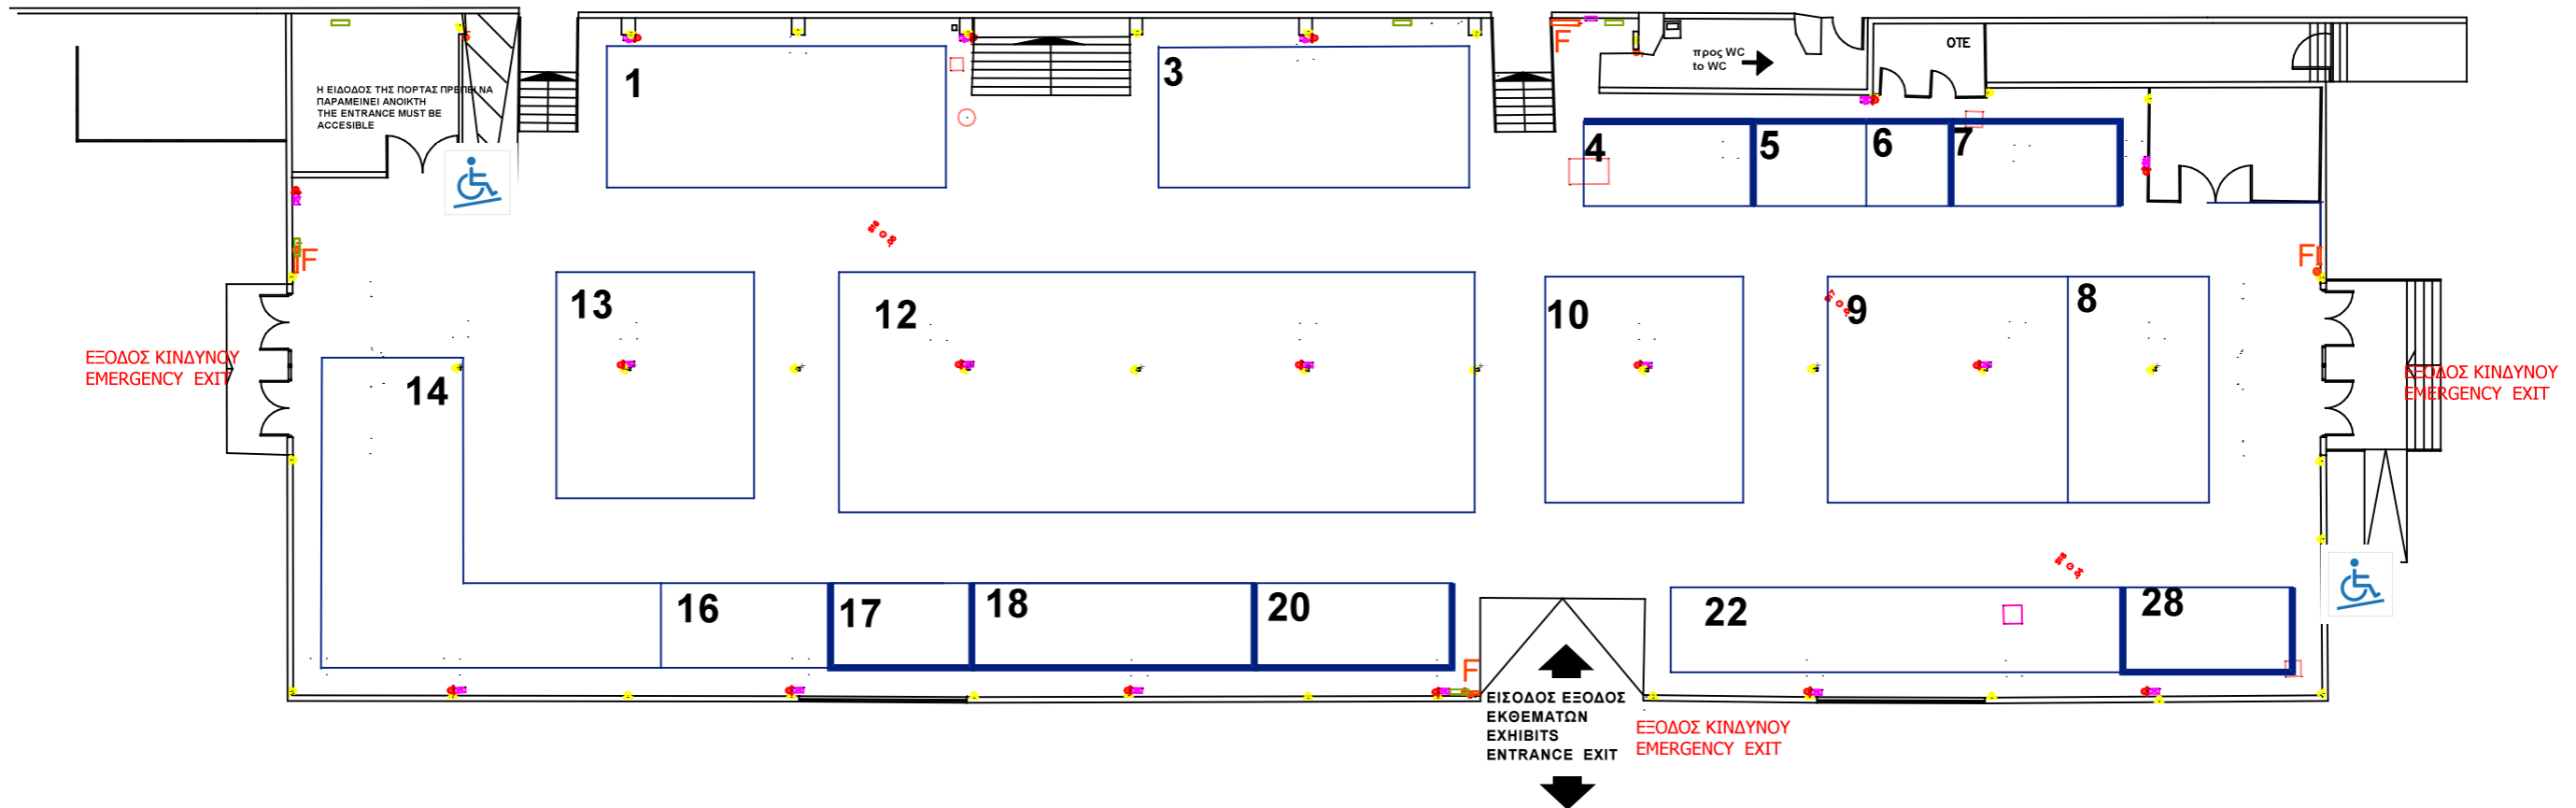 F
πρoς WC
to WC
OTE
1
3
Η ΕΙΔΟΔΟΣ ΤΗΣ ΠΟΡΤΑΣ ΠΡΕΠΕΙ ΝΑ
ΠΑΡΑΜΕΙΝΕΙ ΑΝΟΙΚΤΗ
THE ENTRANCE MUST BE
ACCESIBLE
4
5
6
7
F
F
13
12
10
9
8
ΕΞΟΔΟΣ ΚΙΝΔΥΝΟΥ
EMERGENCY EXIT
14
ΕΞΟΔΟΣ ΚΙΝΔΥΝΟΥ
EMERGENCY EXIT
16
17
18
20
22
28
F
ΕΙΣΟΔΟΣ ΕΞΟΔΟΣ
ΕΚΘΕΜΑΤΩΝ
EXHIBITS
ENTRANCE EXIT
ΕΞΟΔΟΣ ΚΙΝΔΥΝΟΥ
EMERGENCY EXIT